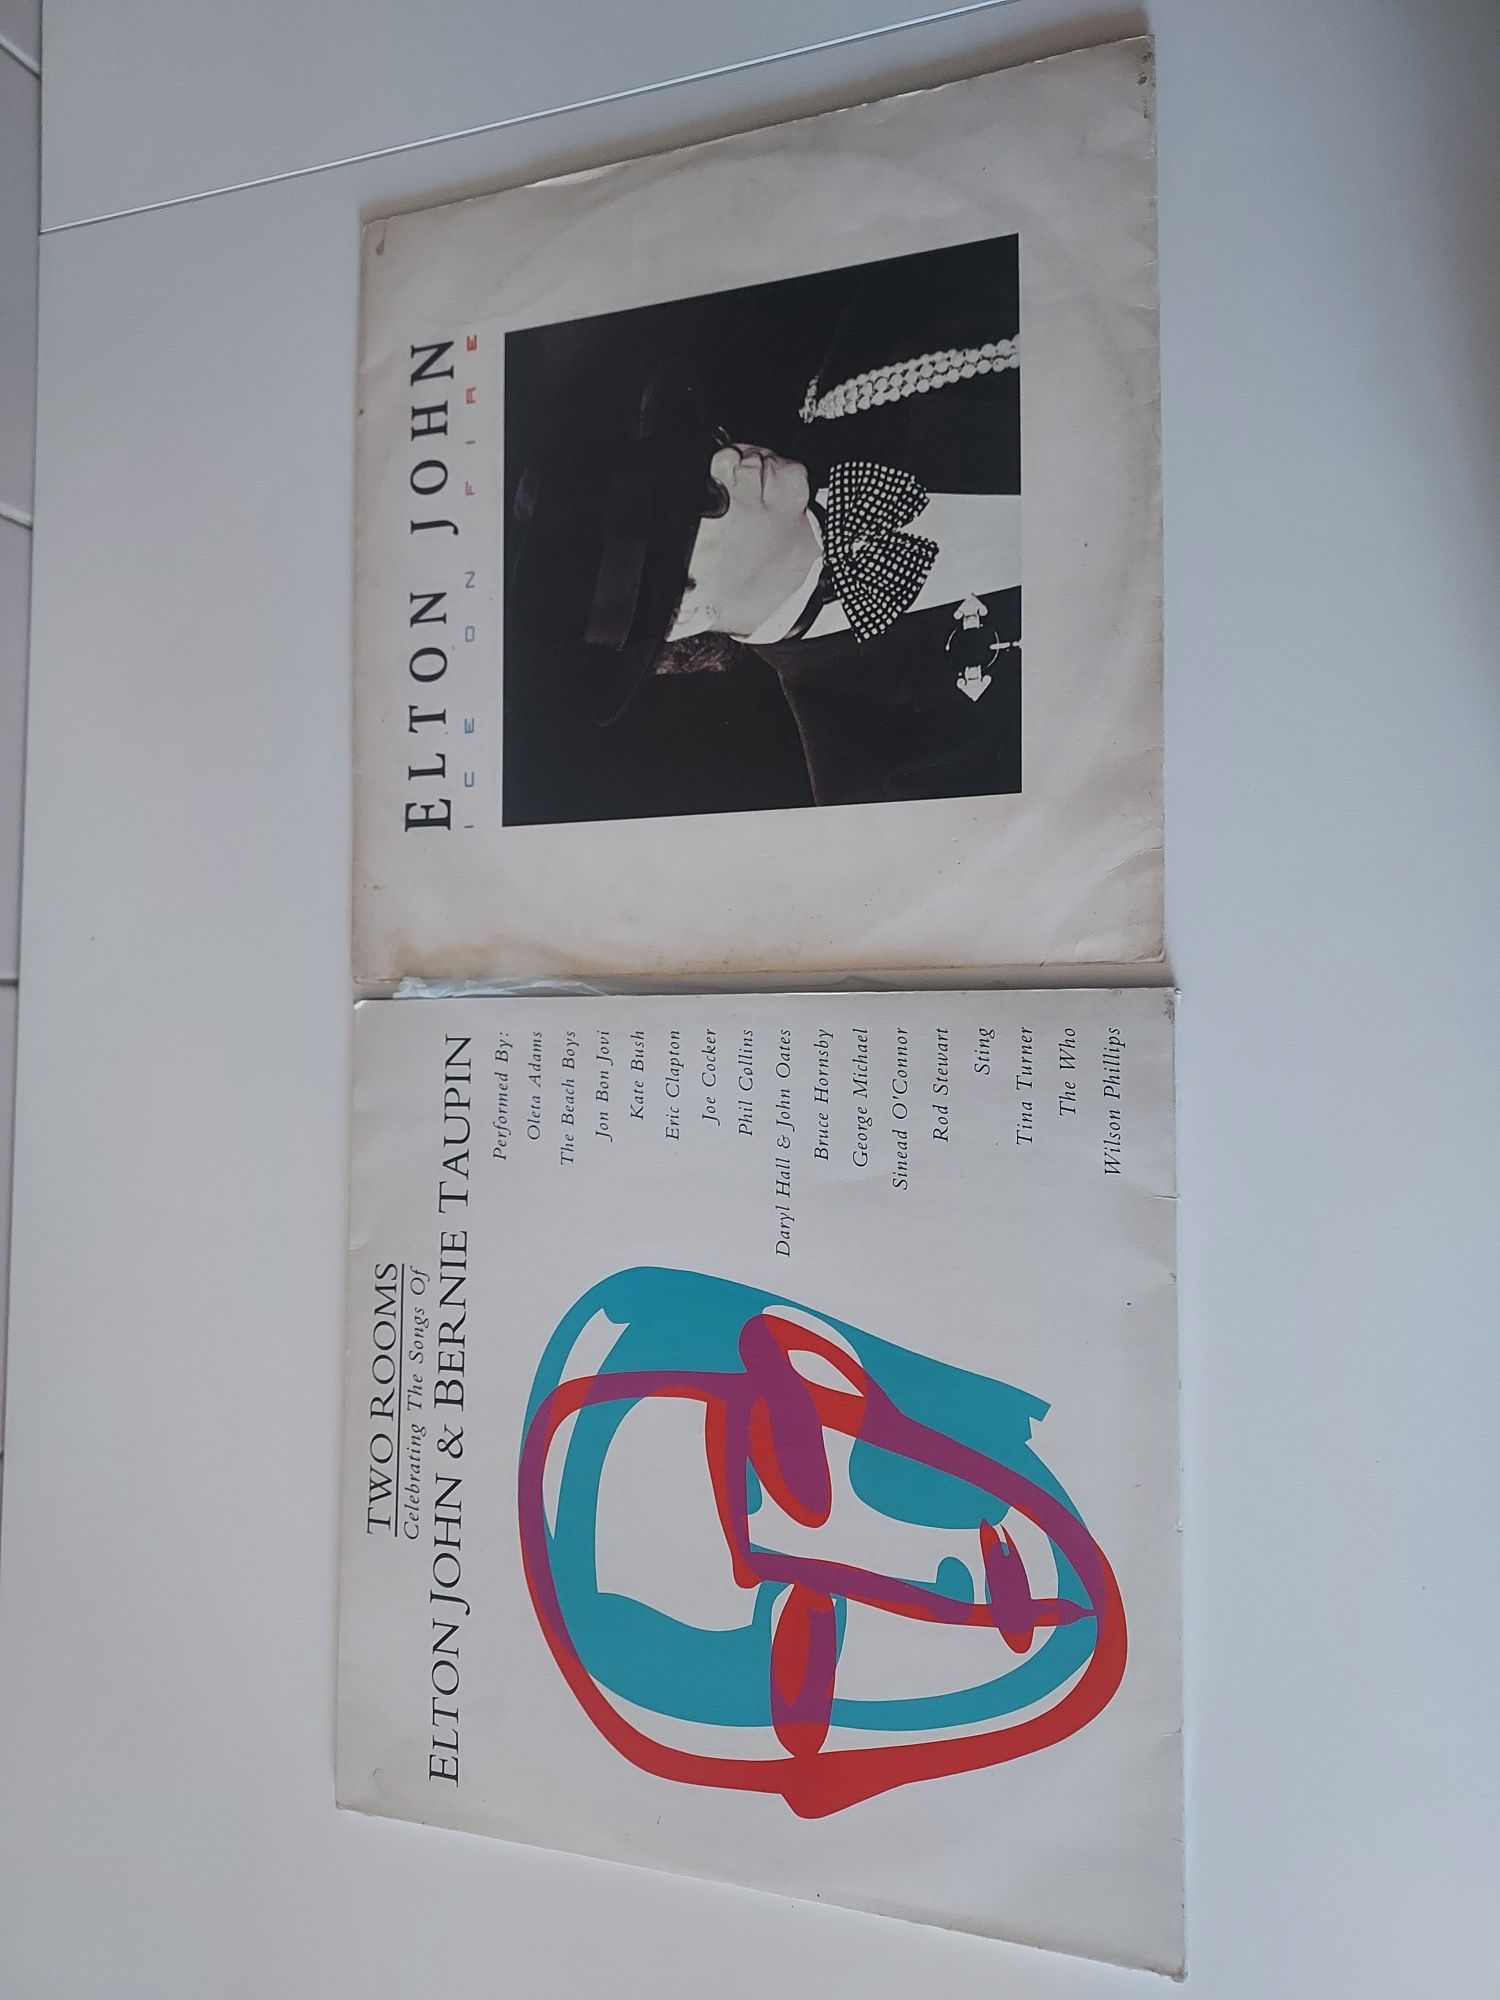 TWO ROOMS
Celebrating The Songs Of
ELTON JOHN & BERNIE TAUPIN
Performed By:
Oleta Adams
The Beach Boys
Jon Bon Jovi
Kate Bush
Eric Clapton
Joe Cocker
Phil Collins
Daryl Hall & John Oates
Bruce Hornsby
George Michael
Sinead O'Connor
Rod Stewart
Sting
Tina Turner
The Who
Wilson Phillips
ELTON JOHN
ICE ON FIRE